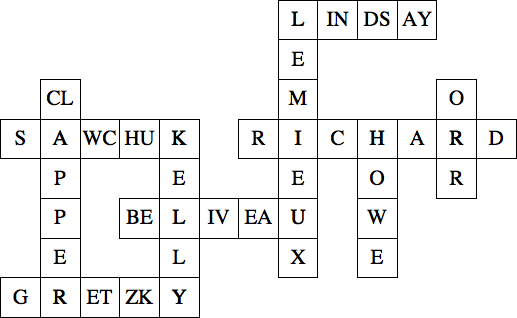 L IN DS AY
E
CL M O
S A WC HU K R I C H A R D
P E E O R
P BE L IV EA U W
E L X E
G R ET ZK Y